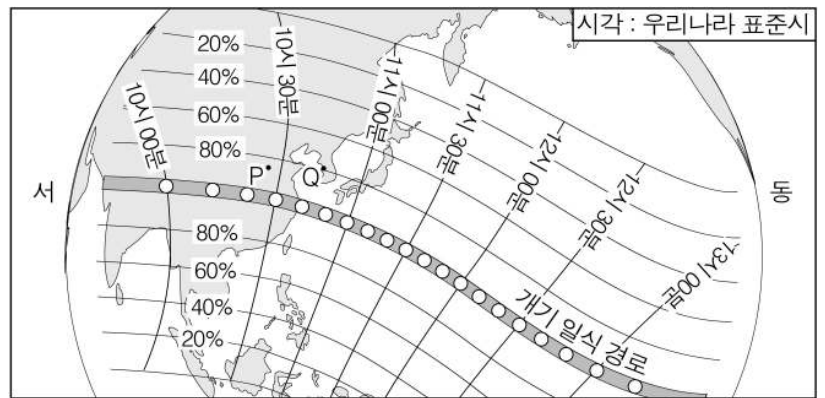 시각 : 우리나라 표준시
20%
40%
60%
80%
10시 00분
10시 30분
11시 00분
11시 30분
12시 00분
12시 30분
13시 00분
P
Q
서
동
80%
60%
40%
20%
개기 일식 경로